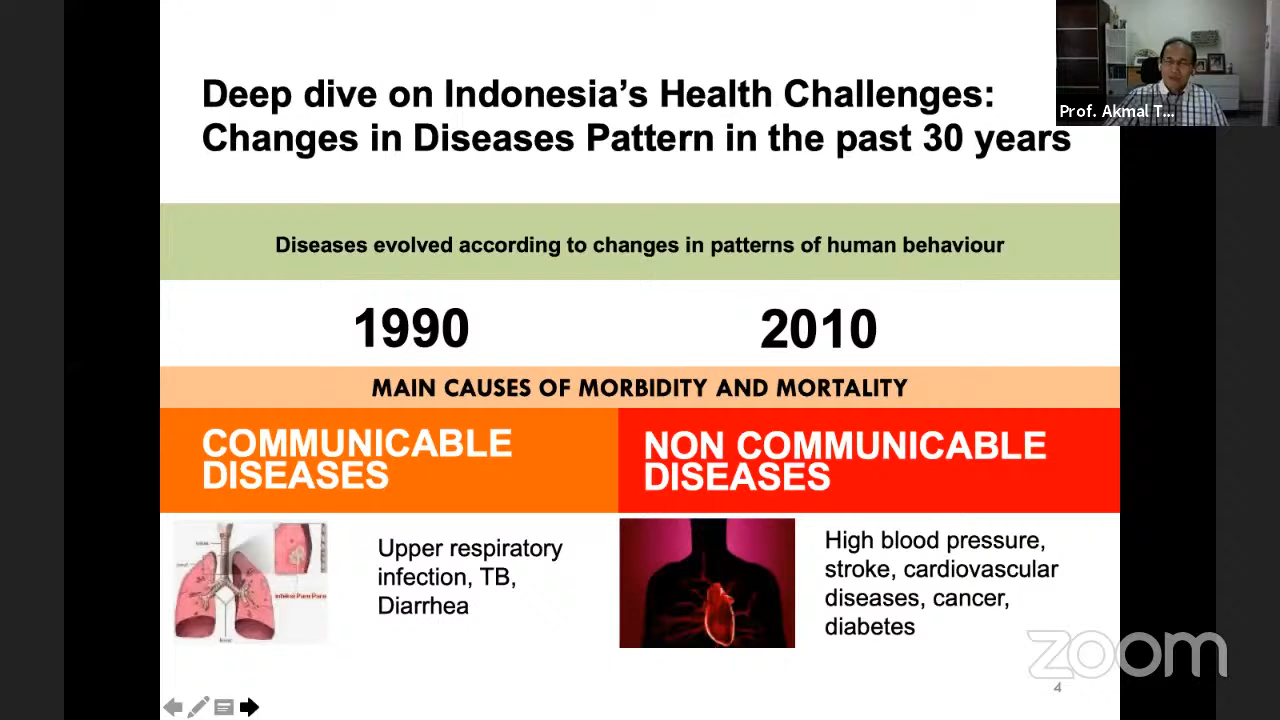 Deep dive on Indonesia's Health Challenges:
Changes in Diseases Pattern in the past 30 years
Prof. Akmal T...
Diseases evolved according to changes in patterns of human behaviour
1990
2010
MAIN CAUSES OF MORBIDITY AND MORTALITY
COMMUNICABLE
DISEASES
NON COMMUNICABLE
DISEASES
Upper respiratory
infection, TB,
Diarrhea
High blood pressure,
stroke, cardiovascular
diseases, cancer,
diabetes
zoom
4